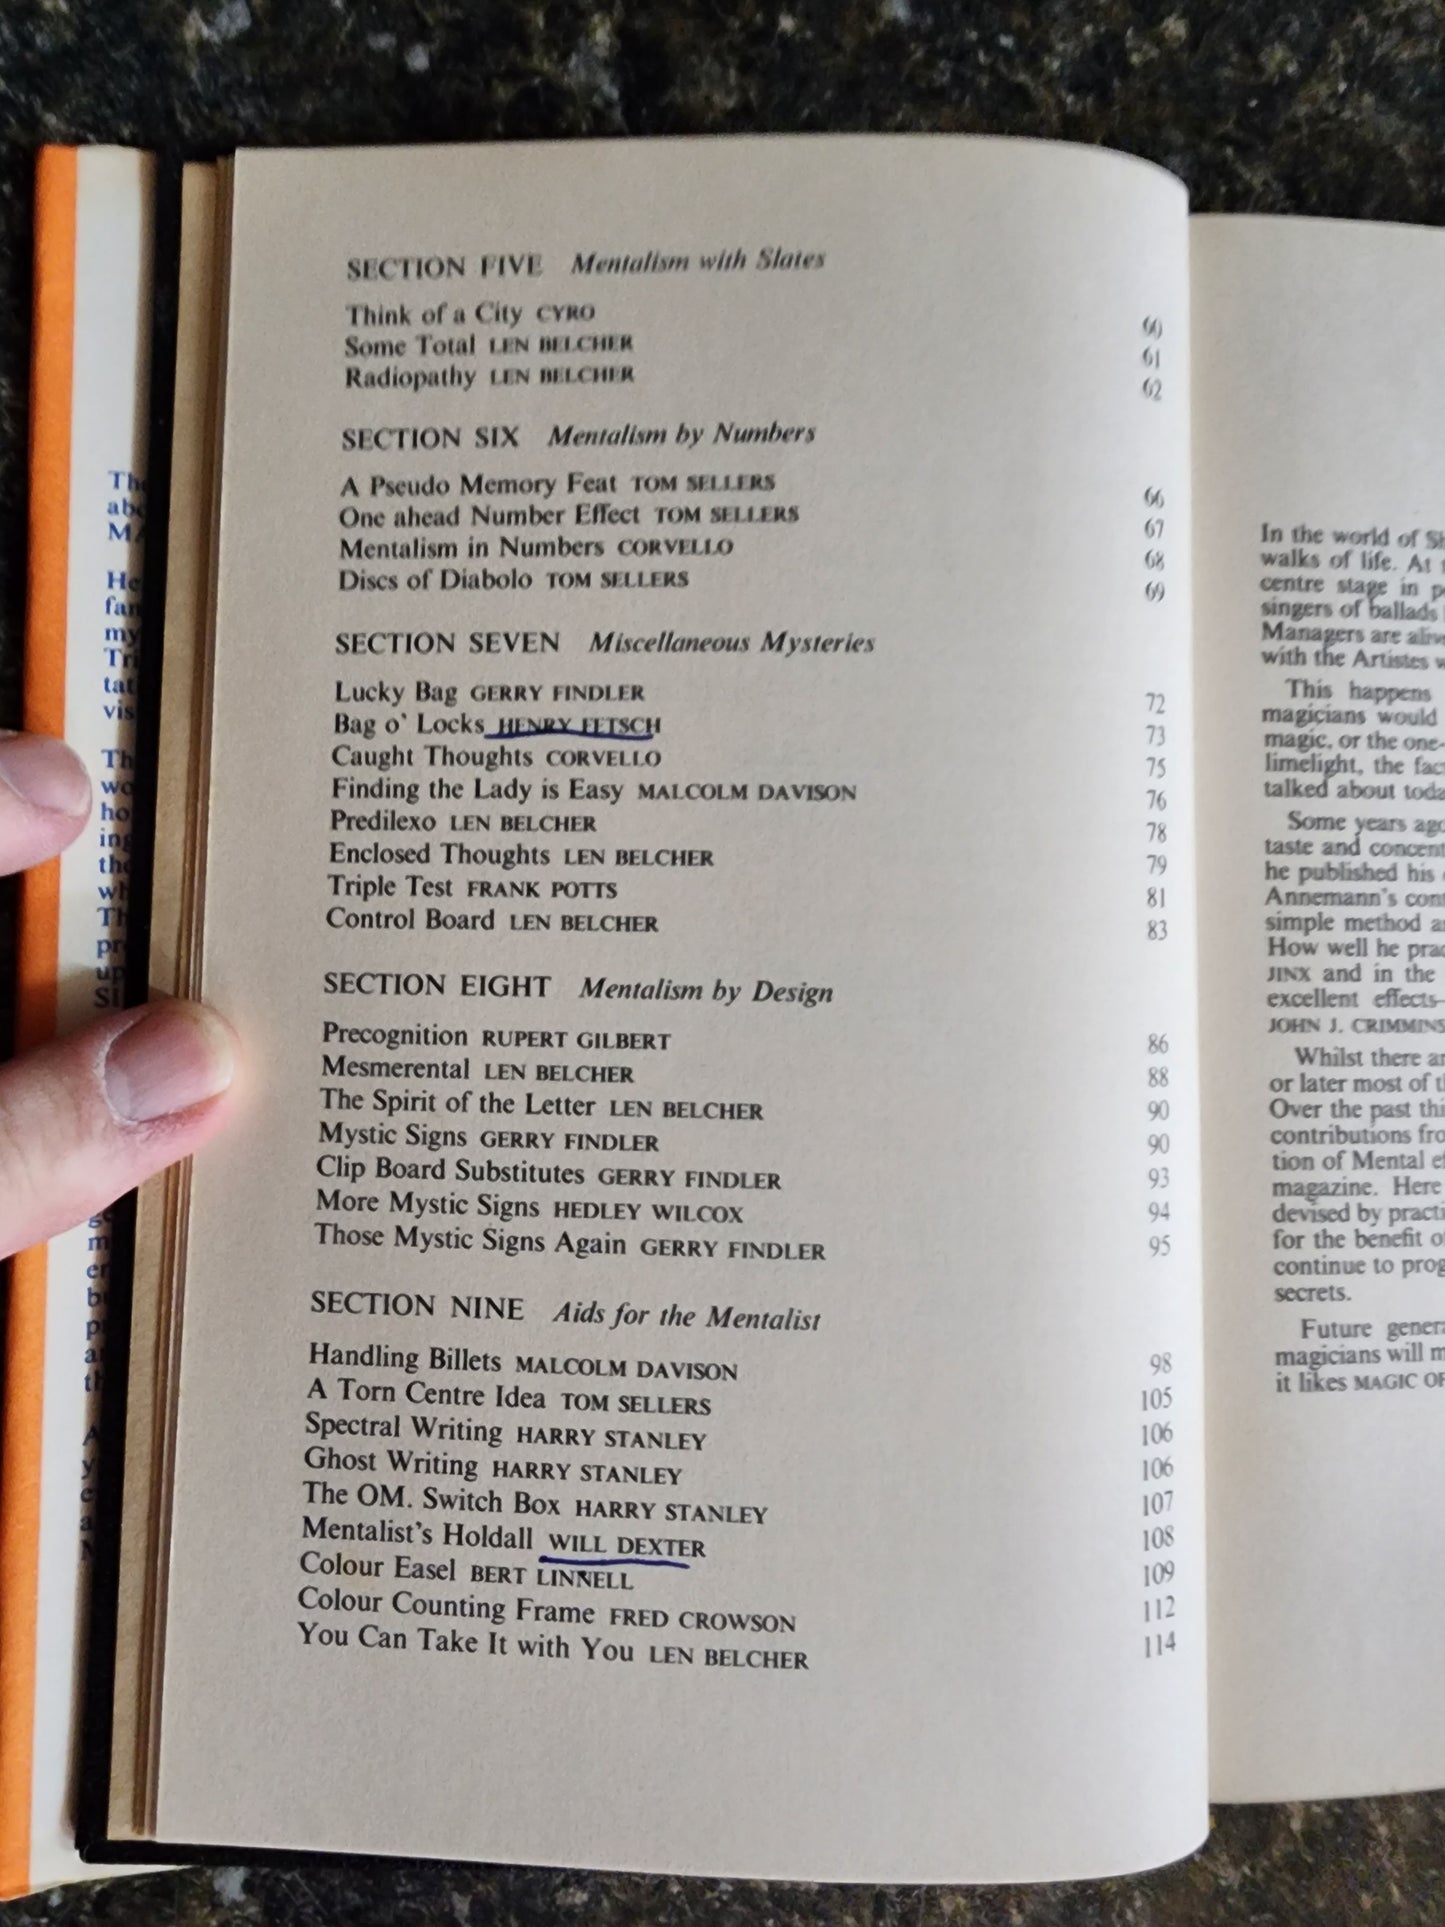 SECTION FIVE Mentalism with Slates
Think of a City CYRO 60
Some Total LEN BELCHER 61
Radiopathy LEN BELCHER 62
SECTION SIX Mentalism by Numbers
A Pseudo Memory Feat TOM SELLERS 66
One ahead Number Effect TOM SELLERS 67
Mentalism in Numbers CORVELLO 68
Discs of Diabolo TOM SELLERS 69
SECTION SEVEN Miscellaneous Mysteries
Lucky Bag GERRY FINDLER 72
Bag o' Locks HENRY FETSCH 73
Caught Thoughts CORVELLO 75
Finding the Lady is Easy MALCOLM DAVISON 76
Predilexo LEN BELCHER 78
Enclosed Thoughts LEN BELCHER 79
Triple Test FRANK POTTS 81
Control Board LEN BELCHER 83
SECTION EIGHT Mentalism by Design
Precognition RUPERT GILBERT 86
Mesmerental LEN BELCHER 88
The Spirit of the Letter LEN BELCHER 90
Mystic Signs GERRY FINDLER 90
Clip Board Substitutes GERRY FINDLER 93
More Mystic Signs HEDLEY WILCOX 94
Those Mystic Signs Again GERRY FINDLER 95
SECTION NINE Aids for the Mentalist
Handling Billets MALCOLM DAVISON 98
A Torn Centre Idea TOM SELLERS 105
Spectral Writing HARRY STANLEY 106
Ghost Writing HARRY STANLEY 106
The OM. Switch Box HARRY STANLEY 107
Mentalist's Holdall WILL DEXTER 108
Colour Easel BERT LINNELL 109
Colour Counting Frame FRED CROWSON 112
You Can Take It with You LEN BELCHER 114
In the world of
walks of life. At
centre stage in
singers of ballads
Managers are
with the Artistes
This happens
magicians would
magic, or the one-
limelight, the
talked about
Some years ago
taste and
he published his
Annemann's
simple method
How well he
JINX and in the
excellent effects—
JOHN J. CRIMMINS
Whilst there
or later most of
Over the past
contributions
tion of Mental
magazine. Here
devised by
for the benefit
continue to
secrets.
Future
magicians will
it likes MAGIC